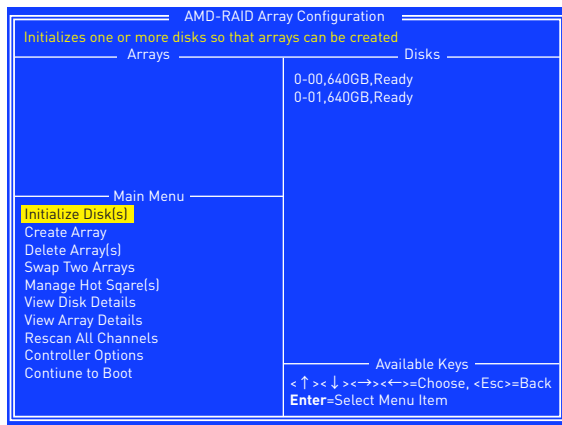 AMD-RAID Array Configuration
Initializes one or more disks so that arrays can be created
Arrays
Disks
0-00,640GB,Ready
0-01,640GB,Ready
Main Menu
Initialize Disk(s)
Create Array
Delete Array(s)
Swap Two Arrays
Manage Hot Sqare(s)
View Disk Details
View Array Details
Rescan All Channels
Controller Options
Contiune to Boot
Available Keys
<↑><↓><→><←>=Choose, <Esc>=Back
Enter=Select Menu Item